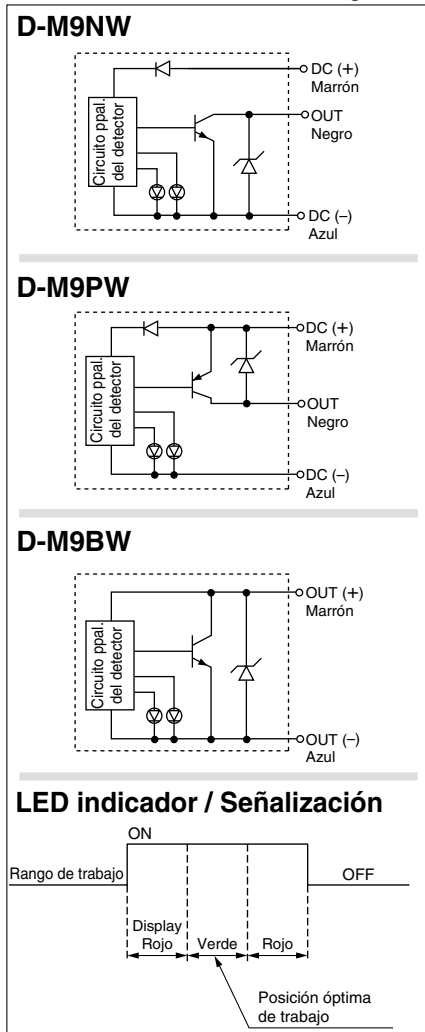 D-M9NW
DC (+)
Marrón
OUT
Negro
Circuito ppal.
del detector
DC (–)
Azul
D-M9PW
DC (+)
Marrón
Circuito ppal.
del detector
OUT
Negro
DC (–)
Azul
D-M9BW
OUT (+)
Marrón
Circuito ppal.
del detector
OUT (–)
Azul
LED indicador / Señalización
ON
Rango de trabajo
OFF
Display
Rojo
Verde
Rojo
Posición óptima
de trabajo